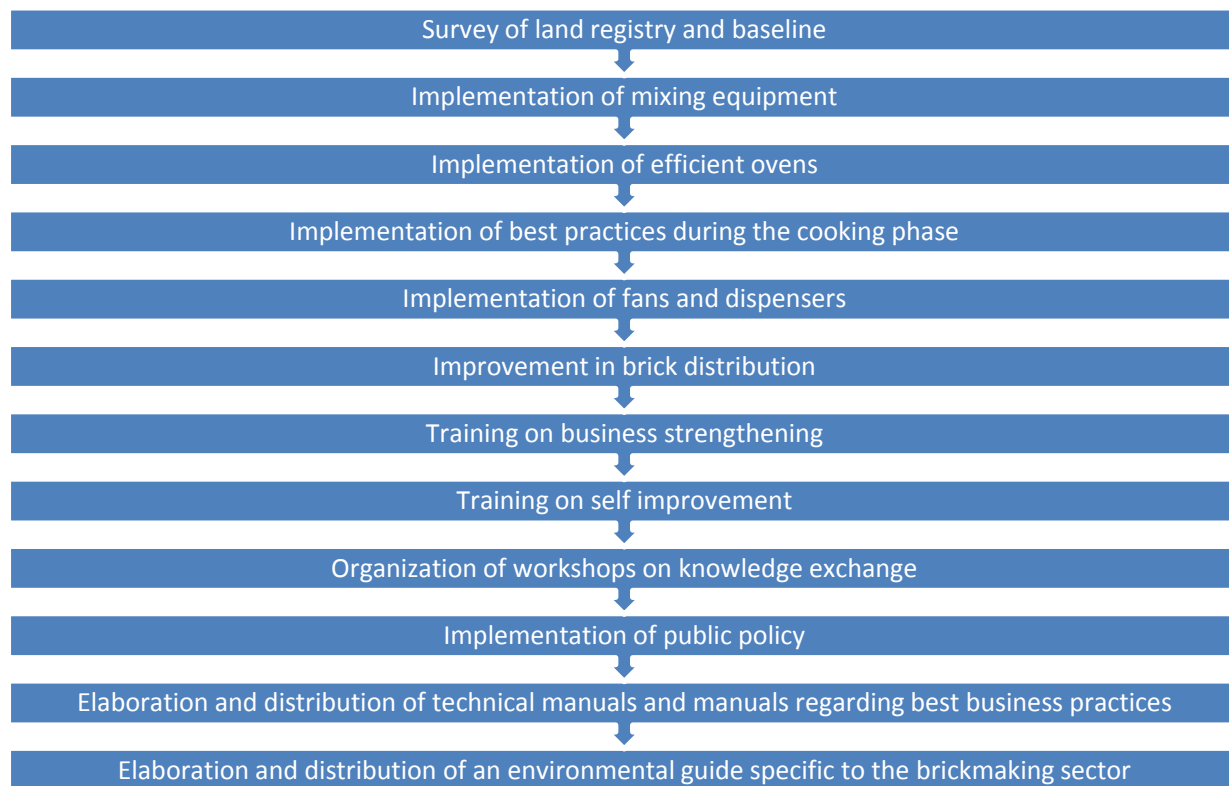 Survey of land registry and baseline
Implementation of mixing equipment
Implementation of efficient ovens
Implementation of best practices during the cooking phase
Implementation of fans and dispensers
Improvement in brick distribution
Training on business strengthening
Training on self improvement
Organization of workshops on knowledge exchange
Implementation of public policy
Elaboration and distribution of technical manuals and manuals regarding best business practices
Elaboration and distribution of an environmental guide specific to the brickmaking sector